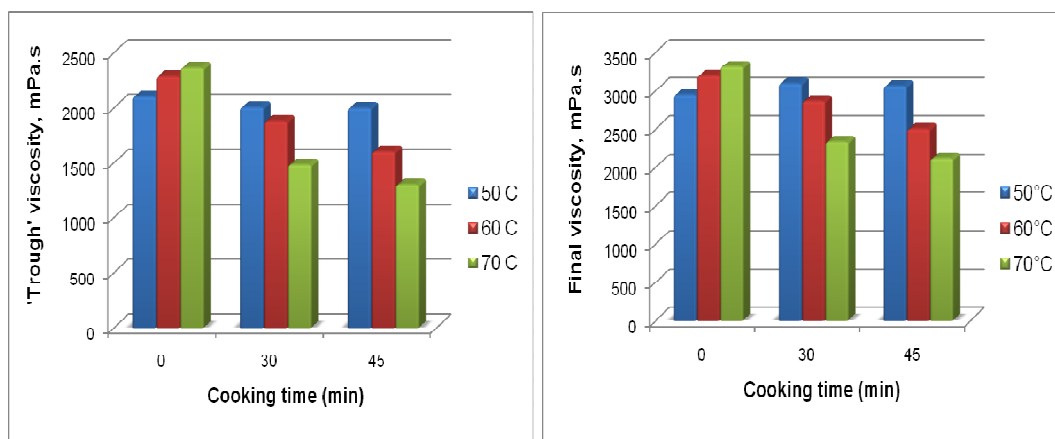 'Trough' viscosity, mPa.s
2500
2000
1500
1000
500
0
0 30 45
Cooking time (min)
50 C
60 C
70 C
Final viscosity, mPa.s
3500
3000
2500
2000
1500
1000
500
0
0 30 45
Cooking time (min)
50°C
60°C
70°C